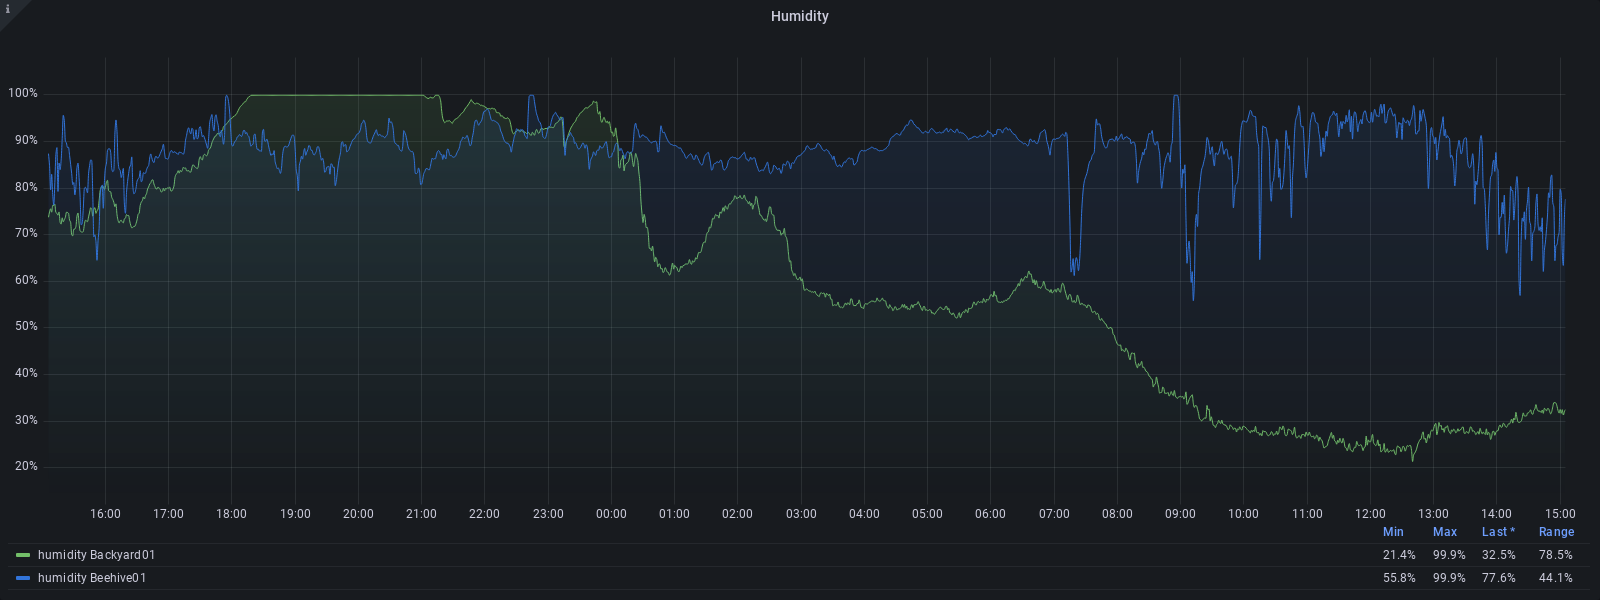 i
Humidity
100%
90%
80%
70%
60%
50%
40%
30%
20%
16:00 17:00 18:00 19:00 20:00 21:00 22:00 23:00 00:00 01:00 02:00 03:00 04:00 05:00 06:00 07:00 08:00 09:00 10:00 11:00 12:00 13:00 14:00 15:00
Min Max Last * Range
humidity Backyard01 21.4% 99.9% 32.5% 78.5%
humidity Beehive01 55.8% 99.9% 77.6% 44.1%